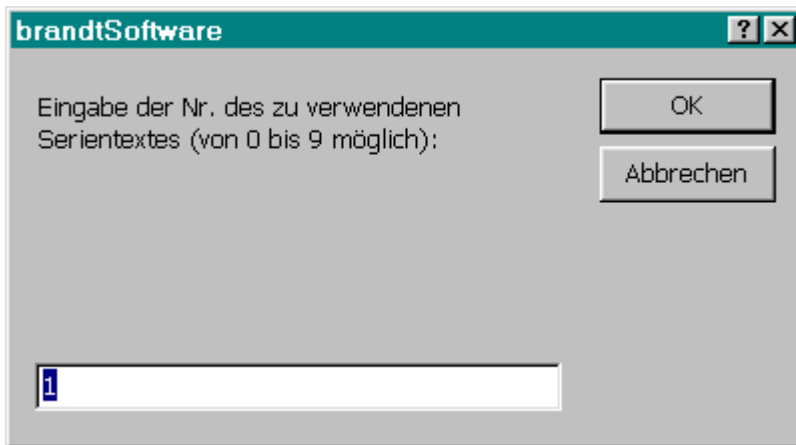 brandtSoftware
Eingabe der Nr. des zu verwendenen
Serientextes (von 0 bis 9 möglich):
OK
Abbrechen
1